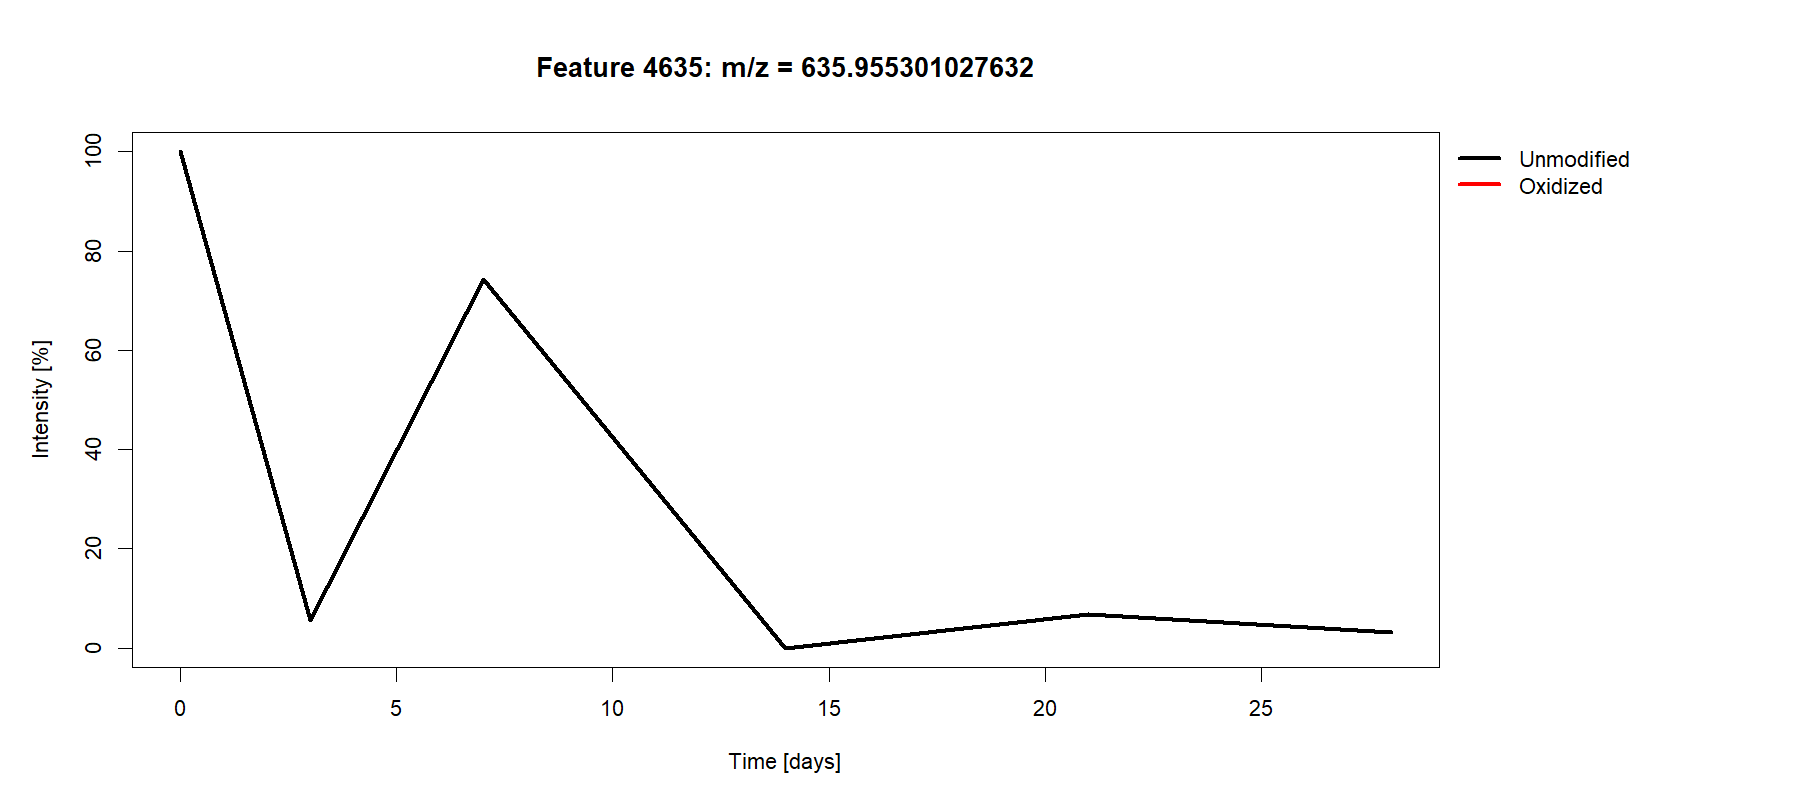 Feature 4635: m/z = 635.955301027632
Unmodified
Oxidized
Intensity [%]
100
80
60
40
20
0
0 5 10 15 20 25
Time [days]